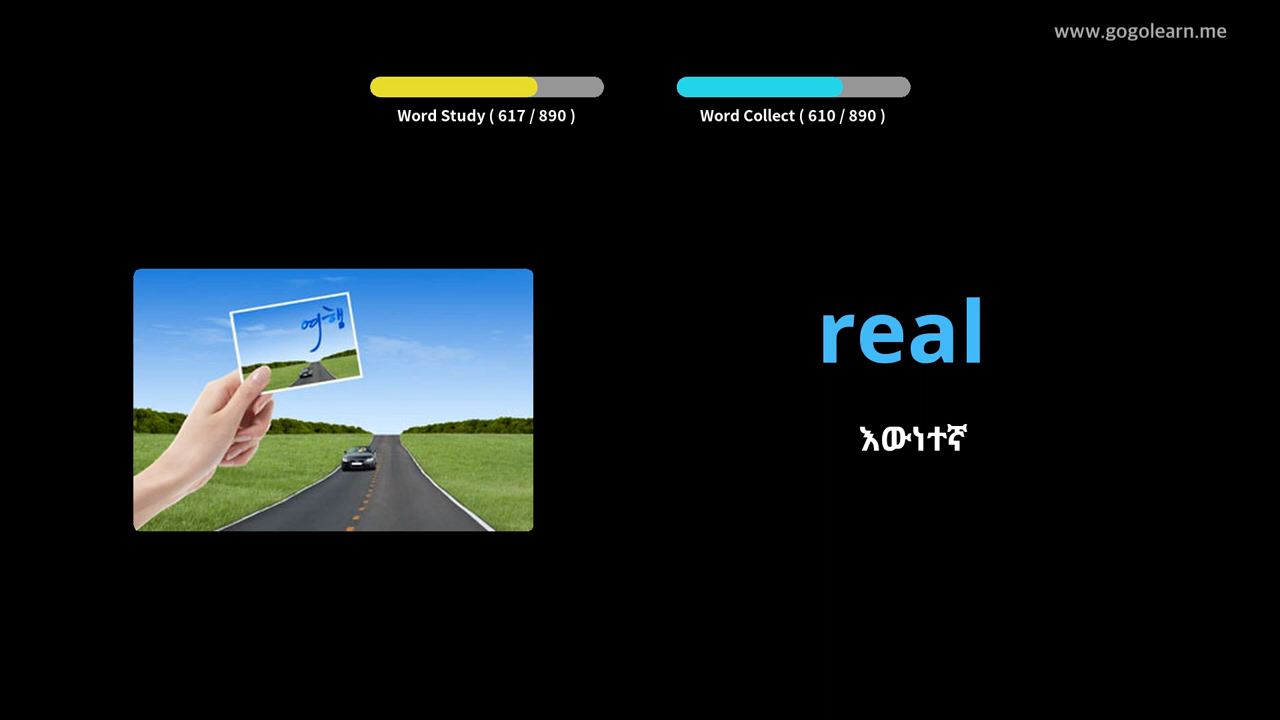 www.gogolearn.me
Word Study ( 617 / 890 )
Word Collect ( 610 / 890 )
여행
real
እውነተኛ